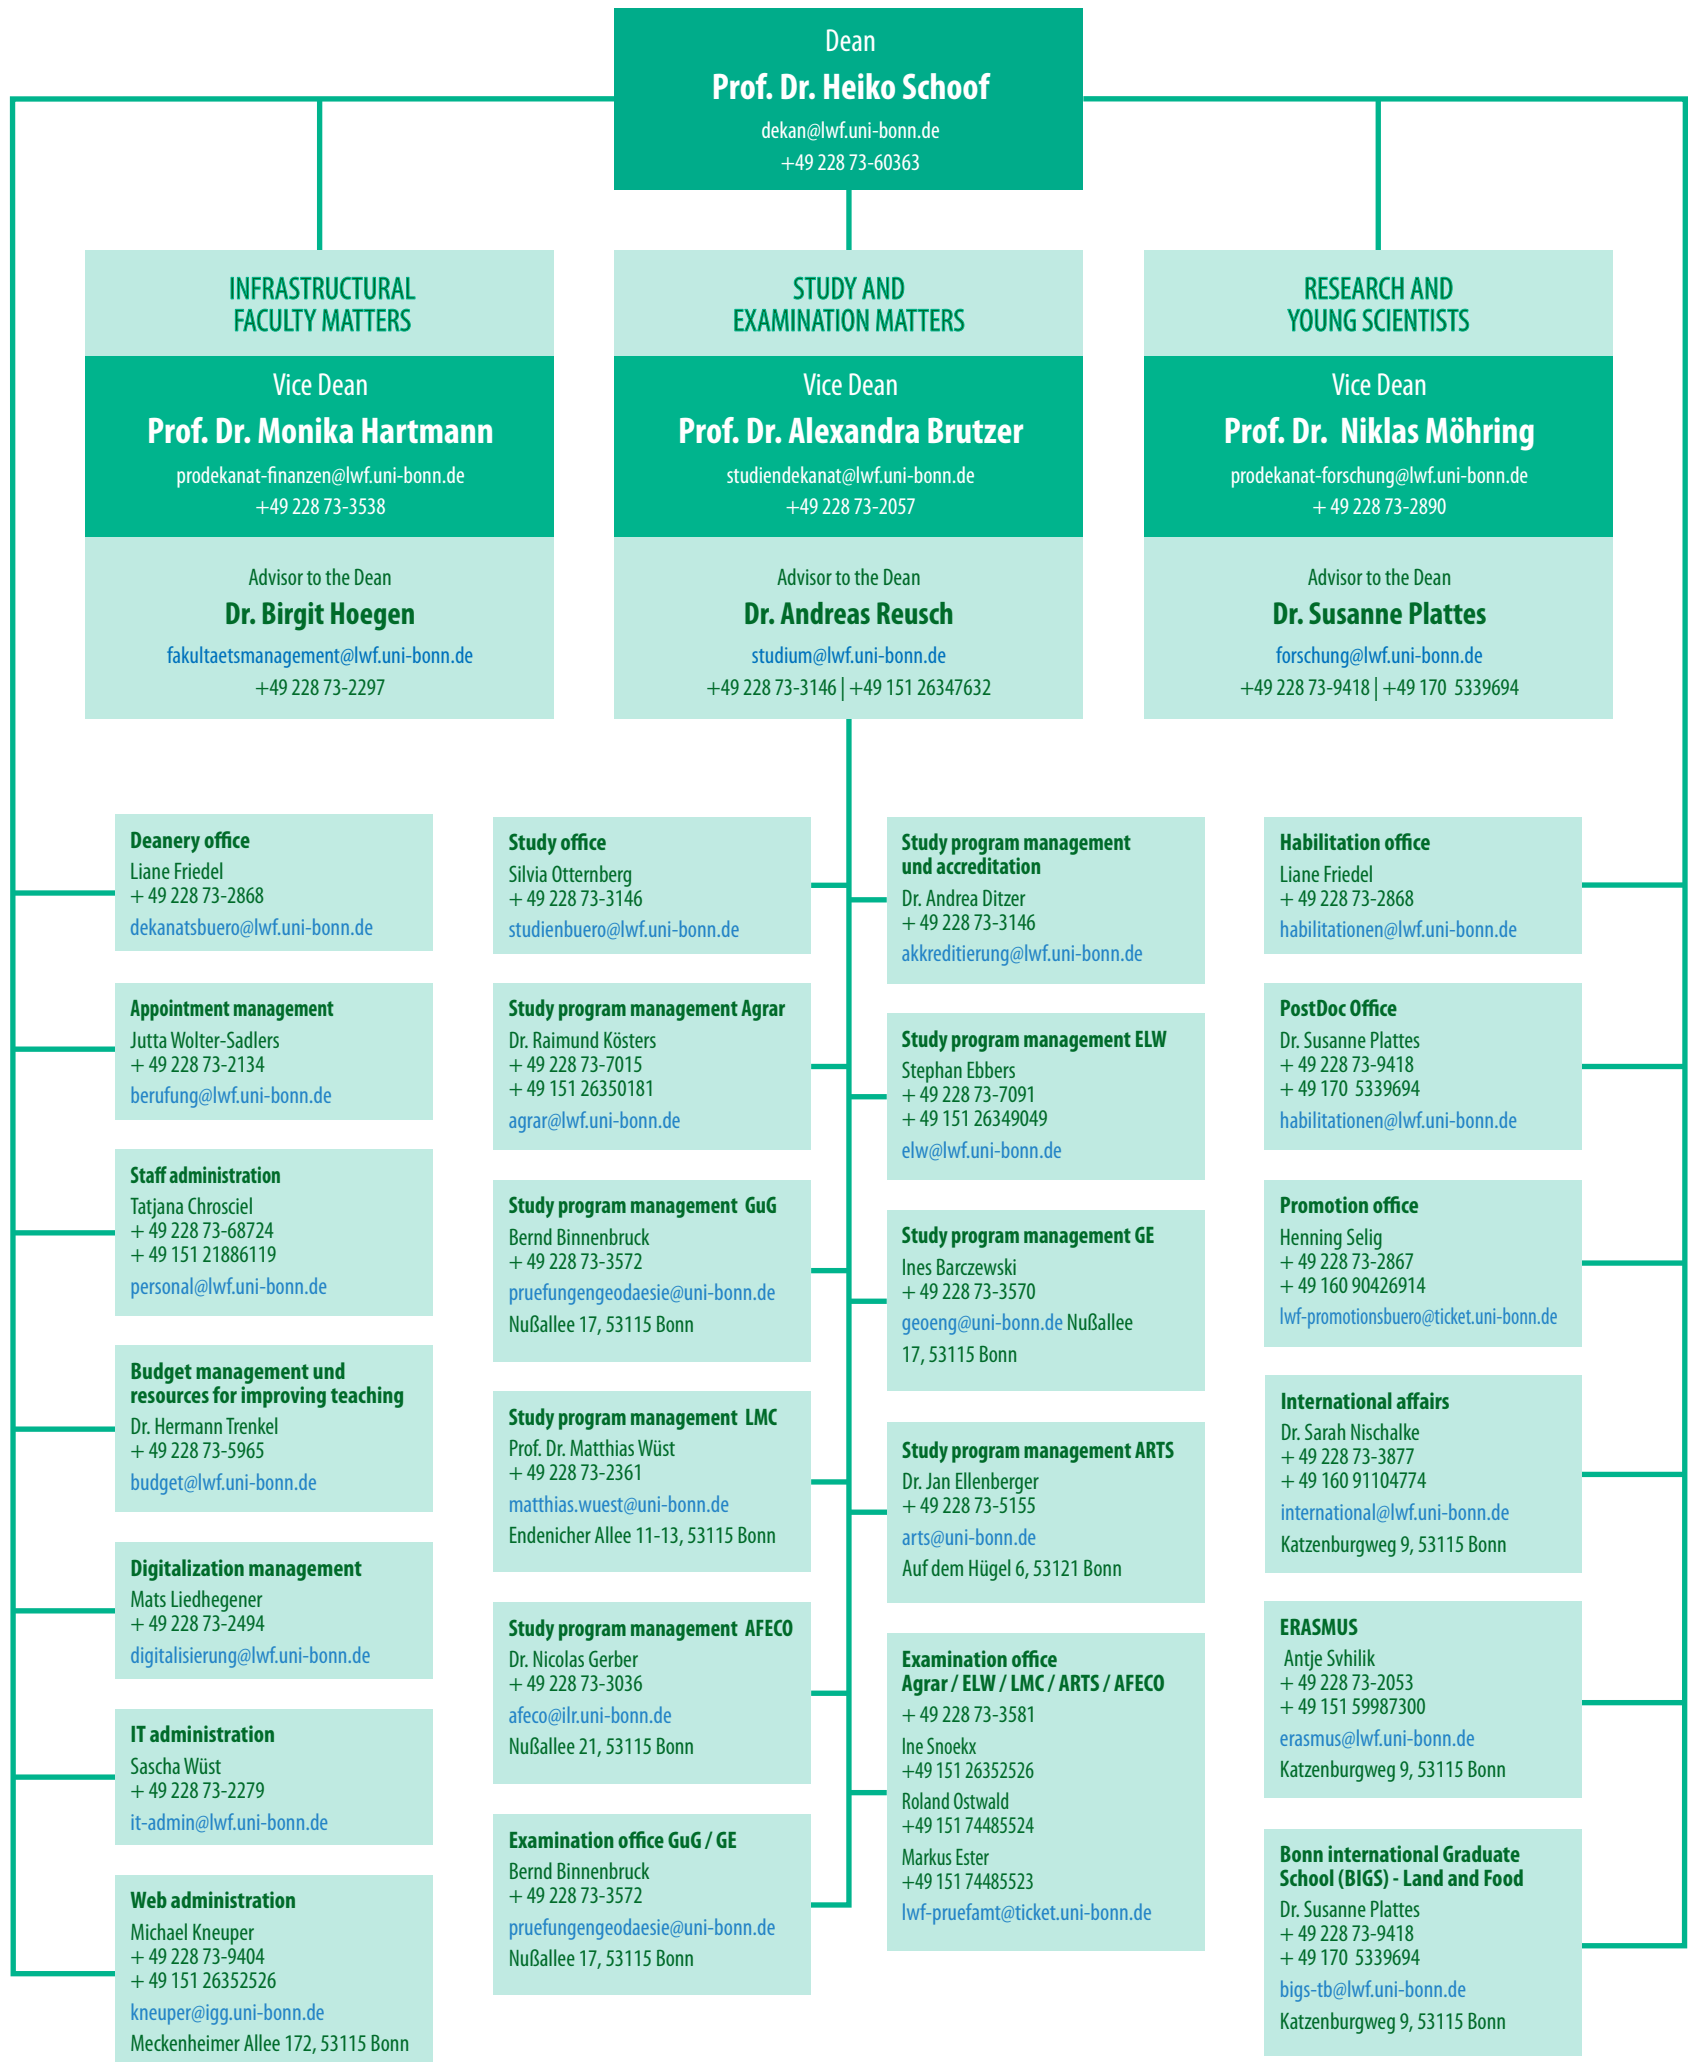 Dean
Prof. Dr. Heiko Schoof
dekan@lwf.uni-bonn.de
+49 228 73-60363
INFRASTRUCTURAL
FACULTY MATTERS
Vice Dean
Prof. Dr. Monika Hartmann
prodekanat-finanzen@lwf.uni-bonn.de
+49 228 73-3538
Advisor to the Dean
Dr. Birgit Hoegen
fakultaetsmanagement@lwf.uni-bonn.de
+49 228 73-2297
STUDY AND
EXAMINATION MATTERS
Vice Dean
Prof. Dr. Alexandra Brutzer
studiendekanat@lwf.uni-bonn.de
+49 228 73-2057
Advisor to the Dean
Dr. Andreas Reusch
studium@lwf.uni-bonn.de
+49 228 73-3146 | +49 151 26347632
RESEARCH AND
YOUNG SCIENTISTS
Vice Dean
Prof. Dr. Niklas Möhring
prodekanat-forschung@lwf.uni-bonn.de
+ 49 228 73-2890
Advisor to the Dean
Dr. Susanne Plattes
forschung@lwf.uni-bonn.de
+49 228 73-9418 | +49 170 5339694
Deanery office
Liane Friedel
+ 49 228 73-2868
dekanatsbuero@lwf.uni-bonn.de
Appointment management
Jutta Wolter-Sadlers
+ 49 228 73-2134
berufung@lwf.uni-bonn.de
Staff administration
Tatjana Chrosciel
+ 49 228 73-68724
+ 49 151 21886119
personal@lwf.uni-bonn.de
Budget management und
resources for improving teaching
Dr. Hermann Trenkel
+ 49 228 73-5965
budget@lwf.uni-bonn.de
Digitalization management
Mats Liedhegener
+ 49 228 73-2494
digitalisierung@lwf.uni-bonn.de
IT administration
Sascha Wüst
+ 49 228 73-2279
it-admin@lwf.uni-bonn.de
Web administration
Michael Kneuper
+ 49 228 73-9404
+ 49 151 26352526
kneuper@igg.uni-bonn.de
Meckenheimer Allee 172, 53115 Bonn
Study office
Silvia Otternberg
+ 49 228 73-3146
studienbuero@lwf.uni-bonn.de
Study program management Agrar
Dr. Raimund Kösters
+ 49 228 73-7015
+ 49 151 26350181
agrar@lwf.uni-bonn.de
Study program management GuG
Bernd Binnenbruck
+ 49 228 73-3572
pruefungengeodaesie@uni-bonn.de
Nußallee 17, 53115 Bonn
Study program management LMC
Prof. Dr. Matthias Wüst
+ 49 228 73-2361
matthias.wuest@uni-bonn.de
Endenicher Allee 11-13, 53115 Bonn
Study program management AFECO
Dr. Nicolas Gerber
+ 49 228 73-3036
afeco@ilr.uni-bonn.de
Nußallee 21, 53115 Bonn
Examination office GuG / GE
Bernd Binnenbruck
+ 49 228 73-3572
pruefungengeodaesie@uni-bonn.de
Nußallee 17, 53115 Bonn
Study program management
und accreditation
Dr. Andrea Ditzer
+ 49 228 73-3146
akkreditierung@lwf.uni-bonn.de
Study program management ELW
Stephan Ebbers
+ 49 228 73-7091
+ 49 151 26349049
elw@lwf.uni-bonn.de
Study program management GE
Ines Barczewski
+ 49 228 73-3570
geoeng@uni-bonn.de Nußallee
17, 53115 Bonn
Study program management ARTS
Dr. Jan Ellenberger
+ 49 228 73-5155
arts@uni-bonn.de
Auf dem Hügel 6, 53121 Bonn
Examination office
Agrar / ELW / LMC / ARTS / AFECO
+ 49 228 73-3581
Ine Snoekx
+49 151 26352526
Roland Ostwald
+49 151 74485524
Markus Ester
+49 151 74485523
lwf-pruefamt@ticket.uni-bonn.de
Habilitation office
Liane Friedel
+ 49 228 73-2868
habilitationen@lwf.uni-bonn.de
PostDoc Office
Dr. Susanne Plattes
+ 49 228 73-9418
+ 49 170 5339694
habilitationen@lwf.uni-bonn.de
Promotion office
Henning Selig
+ 49 228 73-2867
+ 49 160 90426914
lwf-promotionsbuero@ticket.uni-bonn.de
International affairs
Dr. Sarah Nischalke
+ 49 228 73-3877
+ 49 160 91104774
international@lwf.uni-bonn.de
Katzenburgweg 9, 53115 Bonn
ERASMUS
Antje Svhilik
+ 49 228 73-2053
+ 49 151 59987300
erasmus@lwf.uni-bonn.de
Katzenburgweg 9, 53115 Bonn
Bonn international Graduate
School (BIGS) - Land and Food
Dr. Susanne Plattes
+ 49 228 73-9418
+ 49 170 5339694
bigs-tb@lwf.uni-bonn.de
Katzenburgweg 9, 53115 Bonn